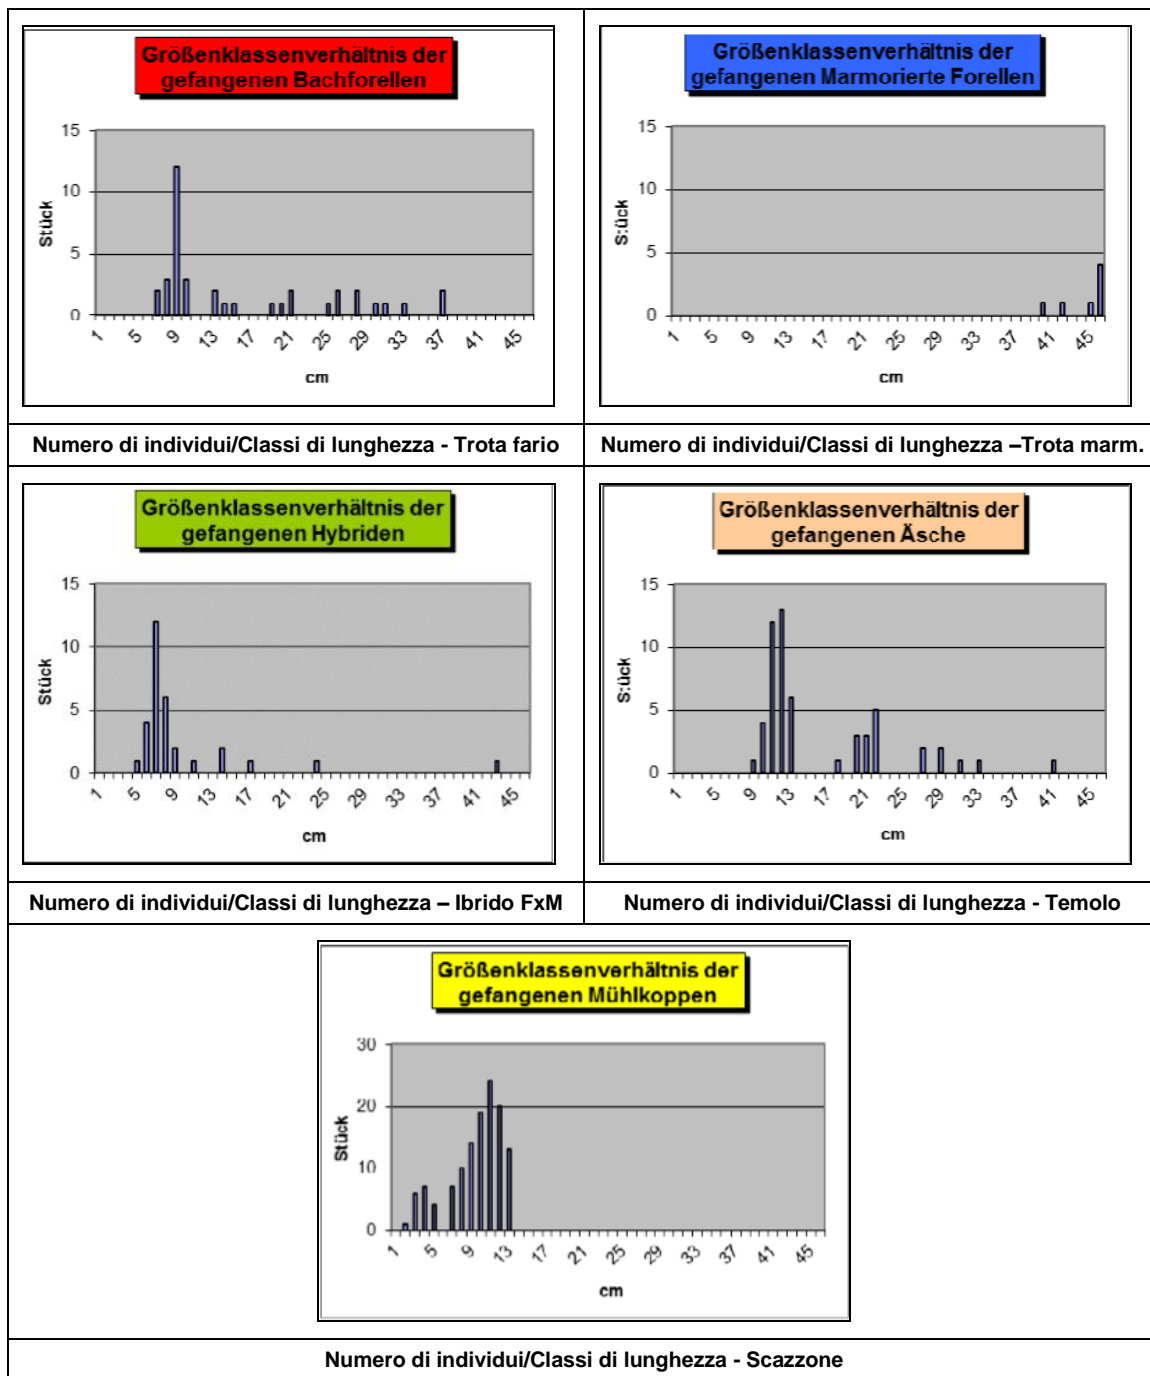 Größenklassenverhältnis der
gefangenen Bachforellen
15
10
5
0
Stück
1 5 9 13 17 21 25 29 33 37 41 45
cm
Numero di individui/Classi di lunghezza - Trota fario
Größenklassenverhältnis der
gefangenen Marmorierte Forellen
15
10
5
0
S:ück
1 5 9 13 17 21 25 29 33 37 41 45
cm
Numero di individui/Classi di lunghezza –Trota marm.
Größenklassenverhältnis der
gefangenen Hybriden
15
10
5
0
Stück
1 5 9 13 17 21 25 29 33 37 41 45
cm
Numero di individui/Classi di lunghezza – Ibrido FxM
Größenklassenverhältnis der
gefangenen Äsche
15
10
5
0
S:ück
1 5 9 13 17 21 25 29 33 37 41 45
cm
Numero di individui/Classi di lunghezza - Temolo
Größenklassenverhältnis der
gefangenen Mühlkoppen
30
20
10
0
Stück
1 5 9 13 17 21 25 29 33 37 41 45
cm
Numero di individui/Classi di lunghezza - Scazzone